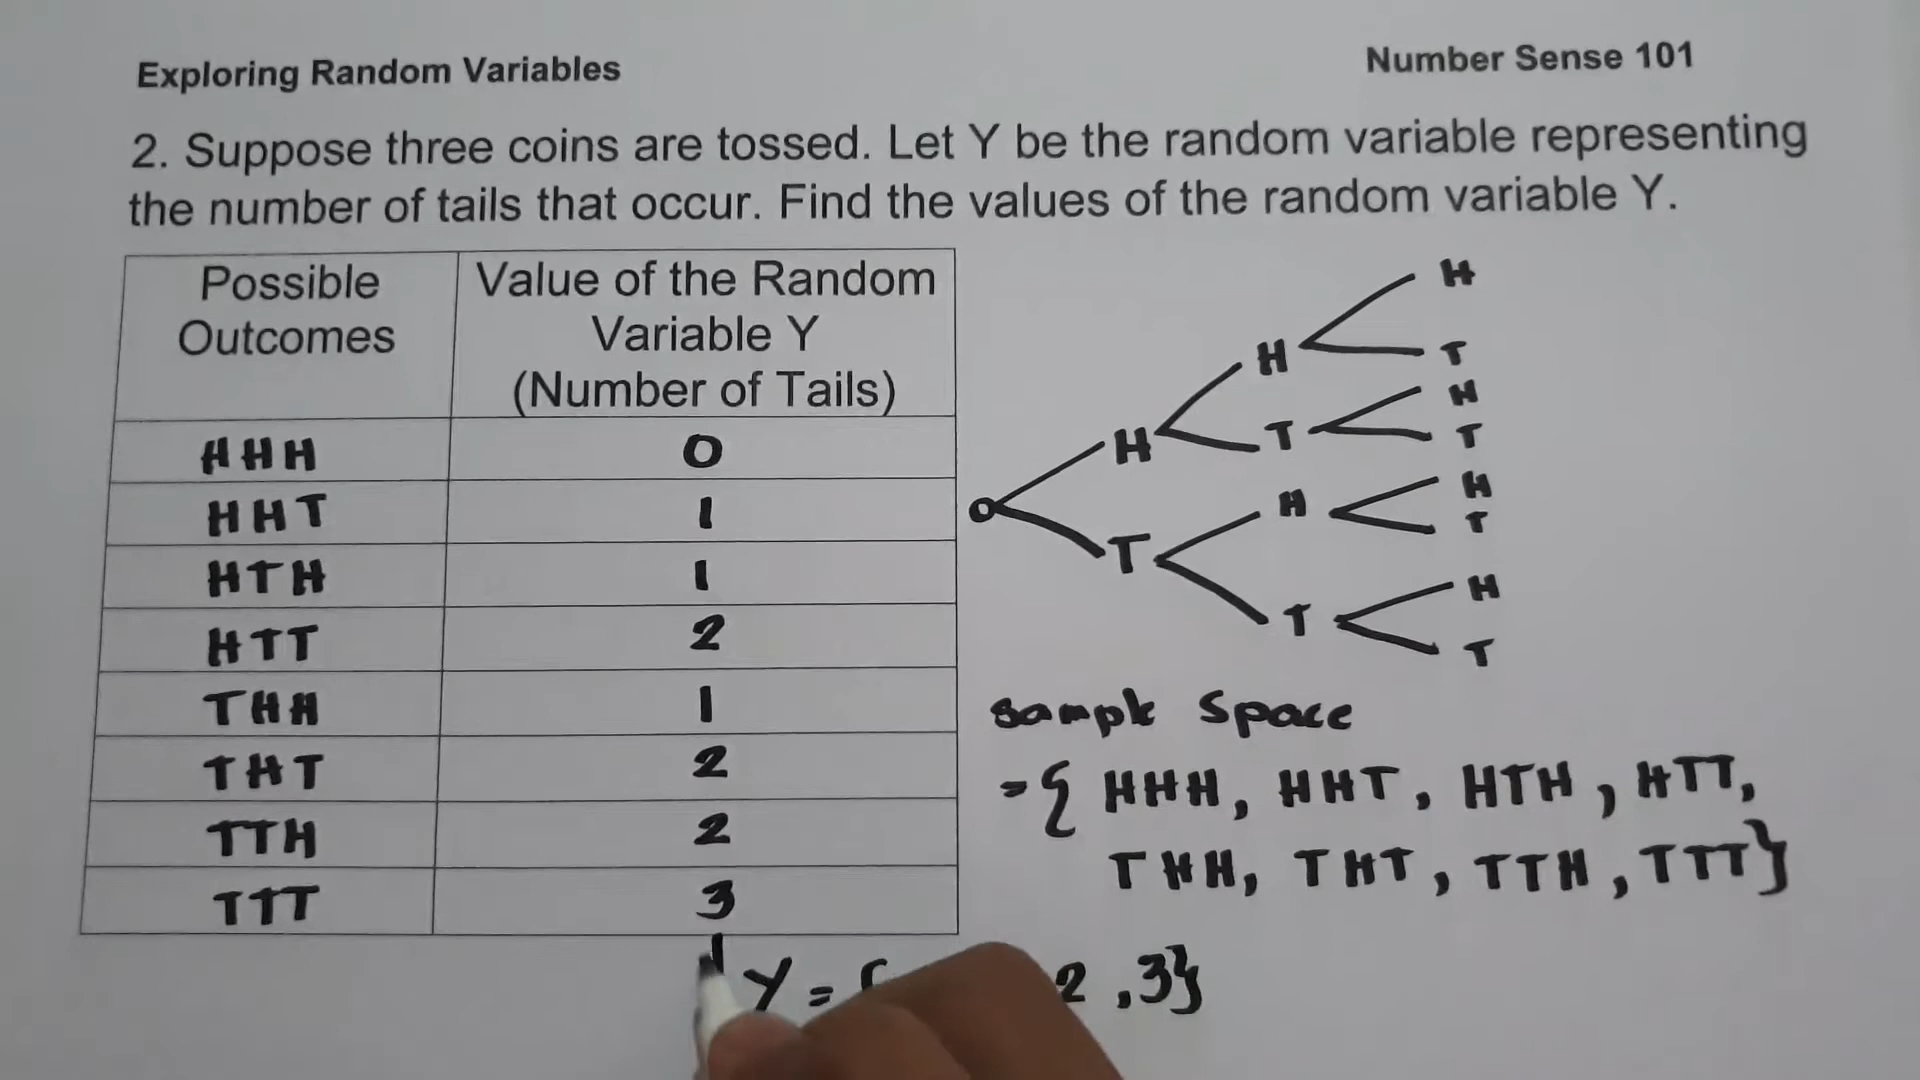 Exploring Random Variables
Number Sense 101
2. Suppose three coins are tossed. Let Y be the random variable representing
the number of tails that occur. Find the values of the random variable Y.
Possible Outcomes
Value of the Random
Variable Y
(Number of Tails)
HHH 0
HHT 1
HTH 1
HTT 2
THH 1
THT 2
TTH 2
TTT 3
H
H
T
H
H
T
T
O
H
H
T
T
H
T
T
Sample Space
= { HHH, HHT, HTH, HTT,
THH, THT, TTH, TTT}
Y = { 2, 3}